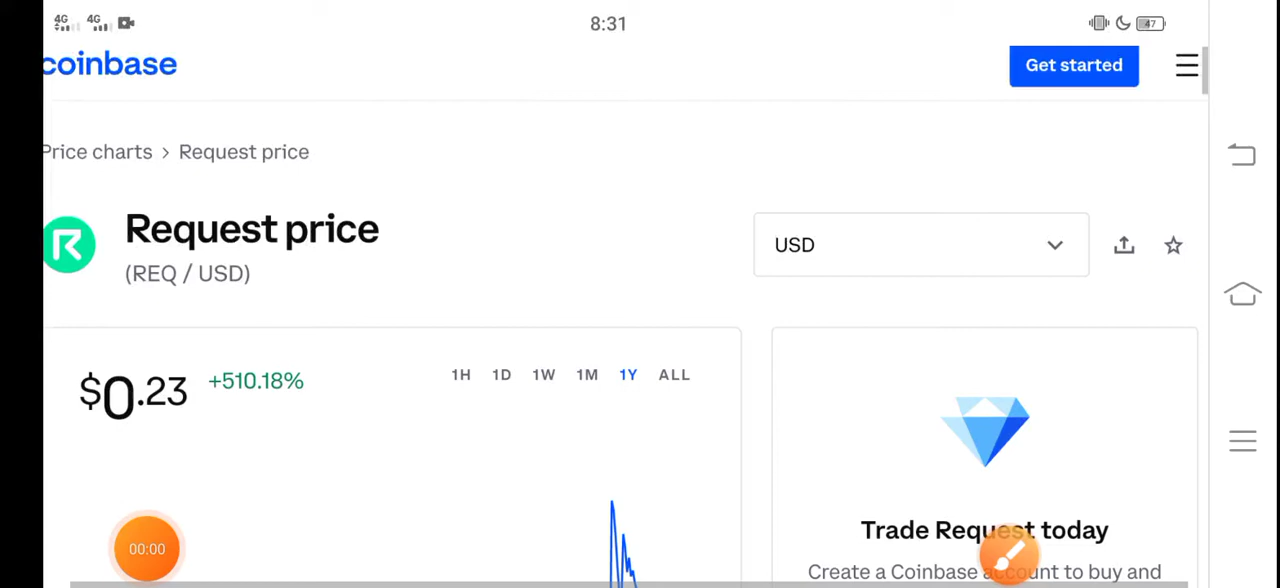 4G 4G 8:31 47
coinbase Get started
Price charts > Request price
Request price
(REQ / USD)
USD
$0.23 +510.18% 1H 1D 1W 1M 1Y ALL
Trade Request today
00:00
Create a Coinbase account to buy and